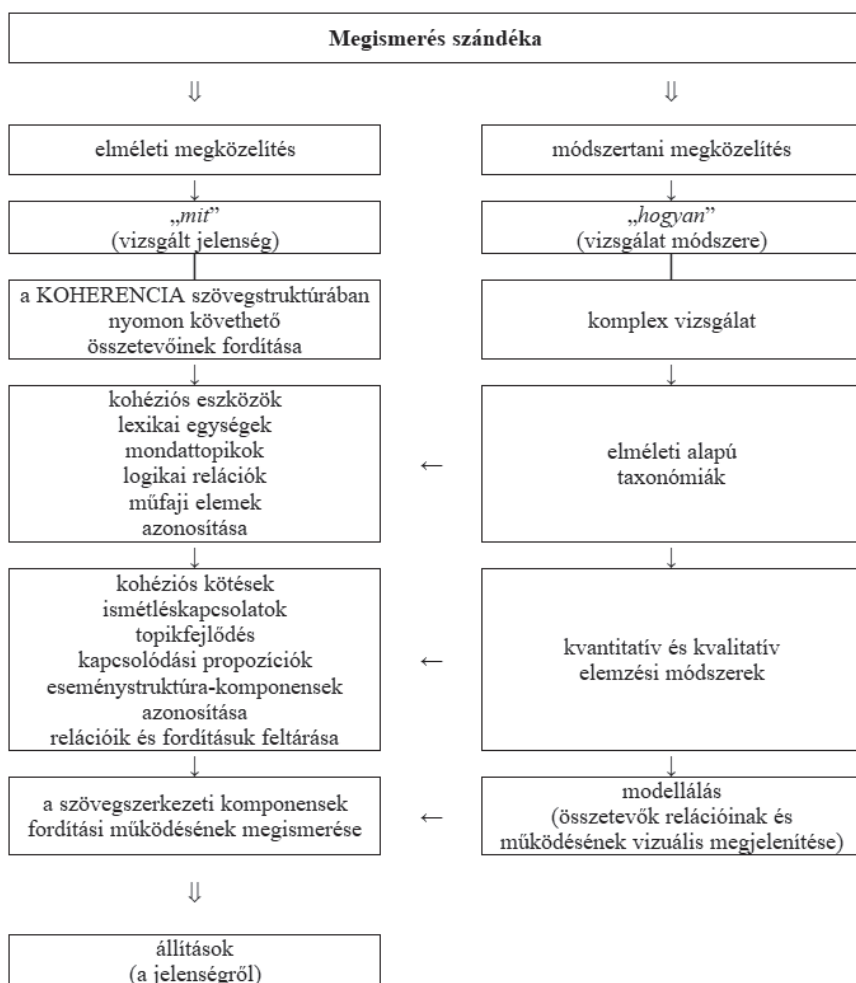 Megismerés szándéka
⇓
⇓
elméleti megközelítés
módszertani megközelítés
↓
↓
„mit”
(vizsgált jelenség)
„hogyan”
(vizsgálat módszere)
a KOHERENCIA szövegstruktúrában
nyomon követhető
összetevőinek fordítása
komplex vizsgálat
↓
↓
kohéziós eszközök
lexikai egységek
mondattopikok
logikai relációk
műfaji elemek
azonosítása
←
elméleti alapú
taxonómiák
↓
↓
kohéziós kötések
ismétléskapcsolatok
topikfejlődés
kapcsolódási propozíciók
eseménystruktúra-komponensek
azonosítása
relációik és fordításuk feltárása
←
kvantitatív és kvalitatív
elemzési módszerek
↓
↓
a szövegszerkezeti komponensek
fordítási működésének megismerése
←
modellálás
(összetevők relációinak és
működésének vizuális megjelenítése)
⇓
állítások
(a jelenségről)